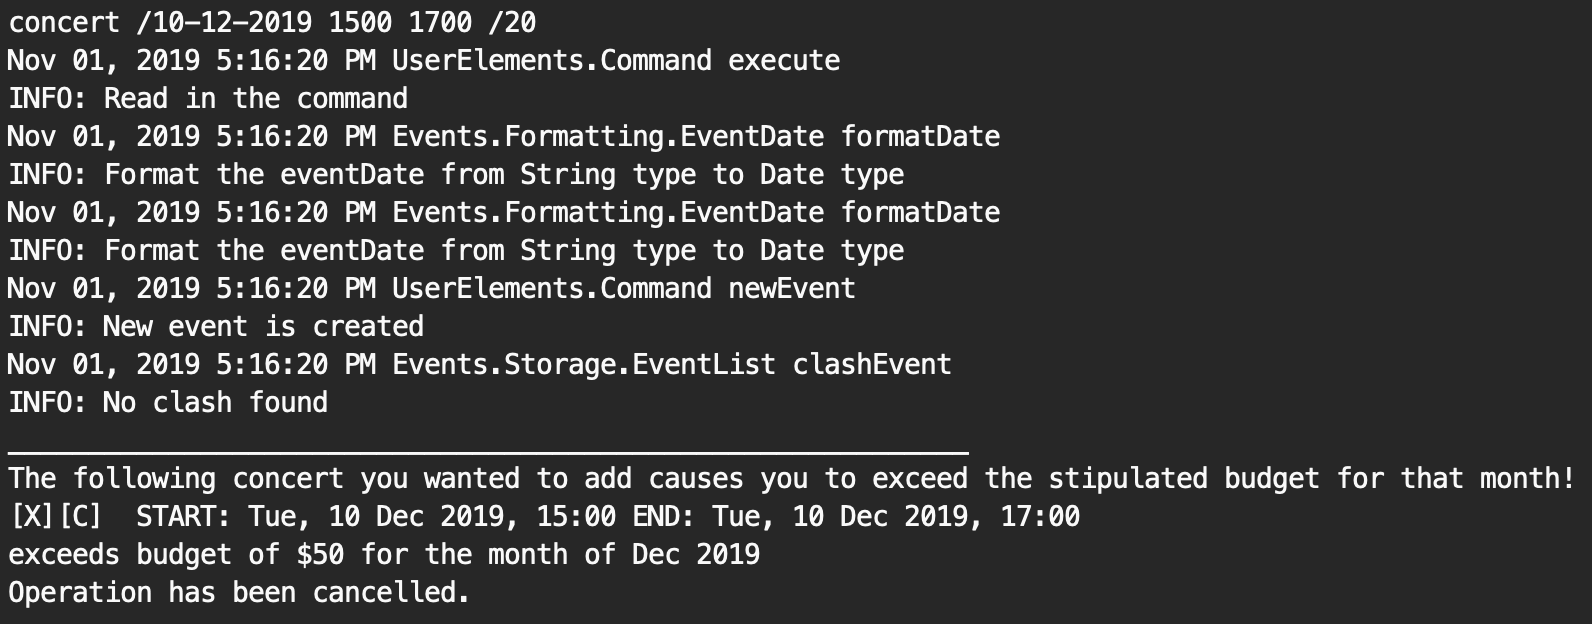 concert /10-12-2019 1500 1700 /20
Nov 01, 2019 5:16:20 PM UserElements.Command execute
INFO: Read in the command
Nov 01, 2019 5:16:20 PM Events.Formatting.EventDate formatDate
INFO: Format the eventDate from String type to Date type
Nov 01, 2019 5:16:20 PM Events.Formatting.EventDate formatDate
INFO: Format the eventDate from String type to Date type
Nov 01, 2019 5:16:20 PM UserElements.Command newEvent
INFO: New event is created
Nov 01, 2019 5:16:20 PM Events.Storage.EventList clashEvent
INFO: No clash found
____________________________________________________________
The following concert you wanted to add causes you to exceed the stipulated budget for that month!
[X][C]  START: Tue, 10 Dec 2019, 15:00 END: Tue, 10 Dec 2019, 17:00
exceeds budget of $50 for the month of Dec 2019
Operation has been cancelled.